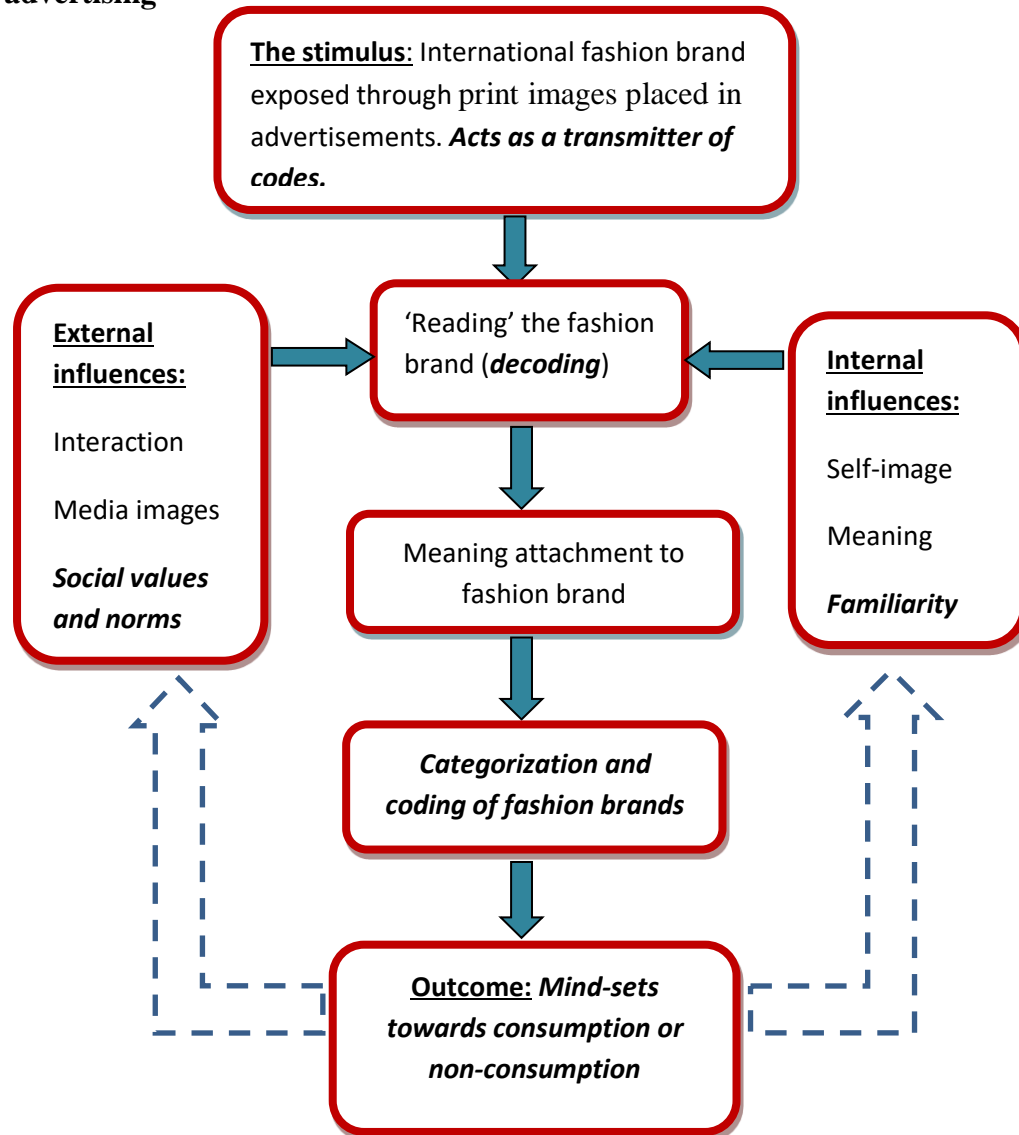 advertising
The stimulus: International fashion brand
exposed through print images placed in
advertisements. Acts as a transmitter of
codes.
External
influences:
Interaction
Media images
Social values
and norms
‘Reading’ the fashion
brand (decoding)
Internal
influences:
Self-image
Meaning
Familiarity
Meaning attachment to
fashion brand
Categorization and
coding of fashion brands
Outcome: Mind-sets
towards consumption or
non-consumption